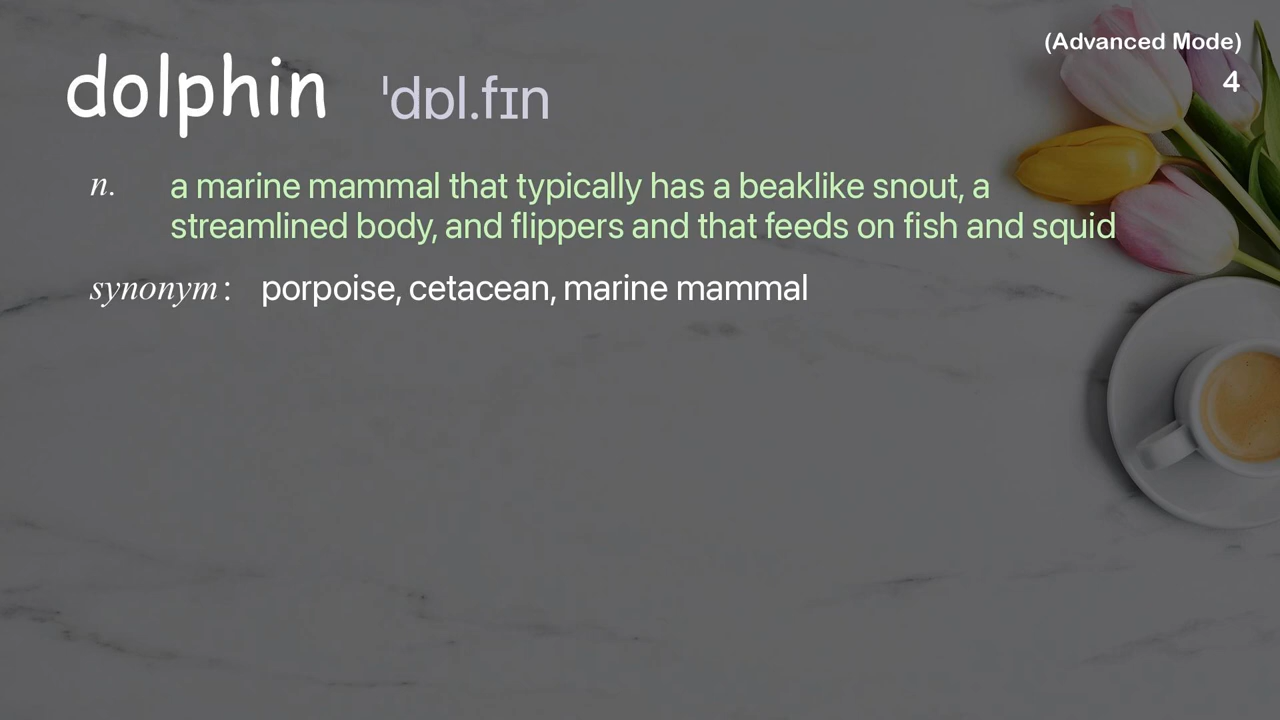 (Advanced Mode)
4
dolphin ˈdɒl.fɪn
n. a marine mammal that typically has a beaklike snout, a
streamlined body, and flippers and that feeds on fish and squid
synonym: porpoise, cetacean, marine mammal